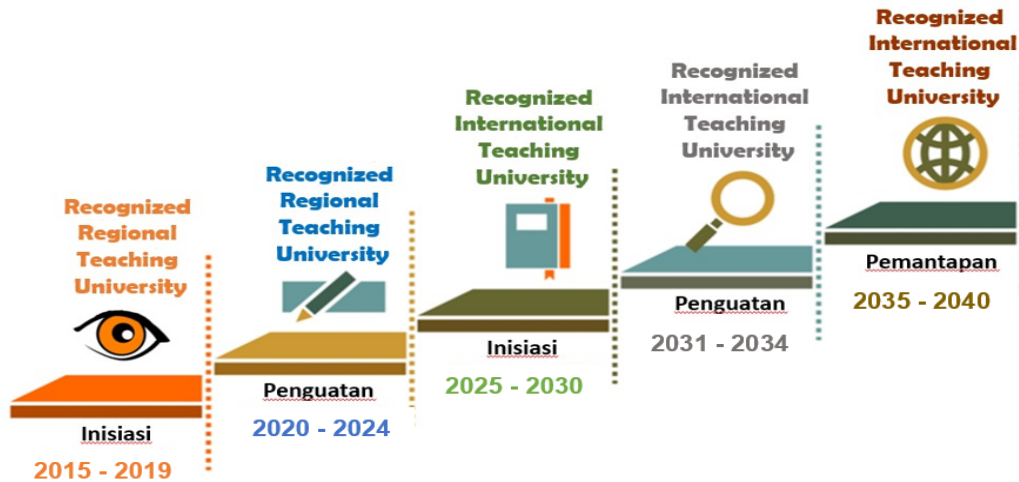 Recognized
Regional
Teaching
University
Inisiasi
2015 - 2019
Recognized
Regional
Teaching
University
Penguatan
2020 - 2024
Recognized
International
Teaching
University
Inisiasi
2025 - 2030
Recognized
International
Teaching
University
Penguatan
2031 - 2034
Recognized
International
Teaching
University
Pemantapan
2035 - 2040